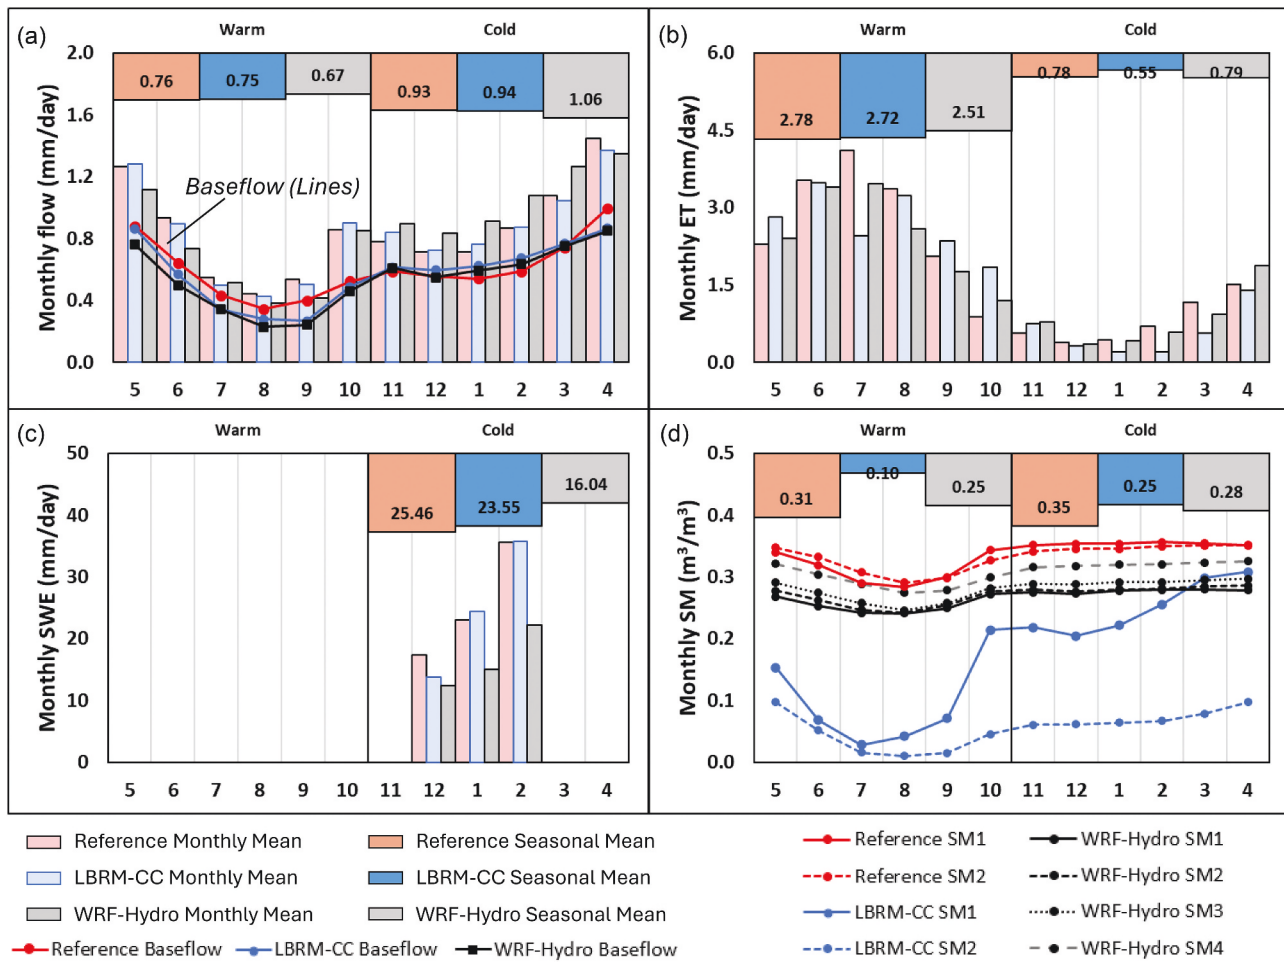 (a) Warm Cold
2.0
1.6
1.2
0.8
0.4
0.0
Monthly flow (mm/day)
0.76 0.75 0.67 0.93 0.94 1.06
Baseflow (Lines)
5 6 7 8 9 10 11 12 1 2 3 4
(b) Warm Cold
6.0
4.5
3.0
1.5
0.0
Monthly ET (mm/day)
2.78 2.72 2.51 0.78 0.55 0.79
5 6 7 8 9 10 11 12 1 2 3 4
(c) Warm Cold
50
40
30
20
10
0
Monthly SWE (mm/day)
25.46 23.55 16.04
5 6 7 8 9 10 11 12 1 2 3 4
(d) Warm Cold
0.5
0.4
0.3
0.2
0.1
0.0
Monthly SM (m³/m³)
0.31 0.10 0.25 0.35 0.25 0.28
5 6 7 8 9 10 11 12 1 2 3 4
Reference Monthly Mean Reference Seasonal Mean
LBRM-CC Monthly Mean LBRM-CC Seasonal Mean
WRF-Hydro Monthly Mean WRF-Hydro Seasonal Mean
Reference Baseflow LBRM-CC Baseflow WRF-Hydro Baseflow
Reference SM1 WRF-Hydro SM1
Reference SM2 WRF-Hydro SM2
LBRM-CC SM1 WRF-Hydro SM3
LBRM-CC SM2 WRF-Hydro SM4